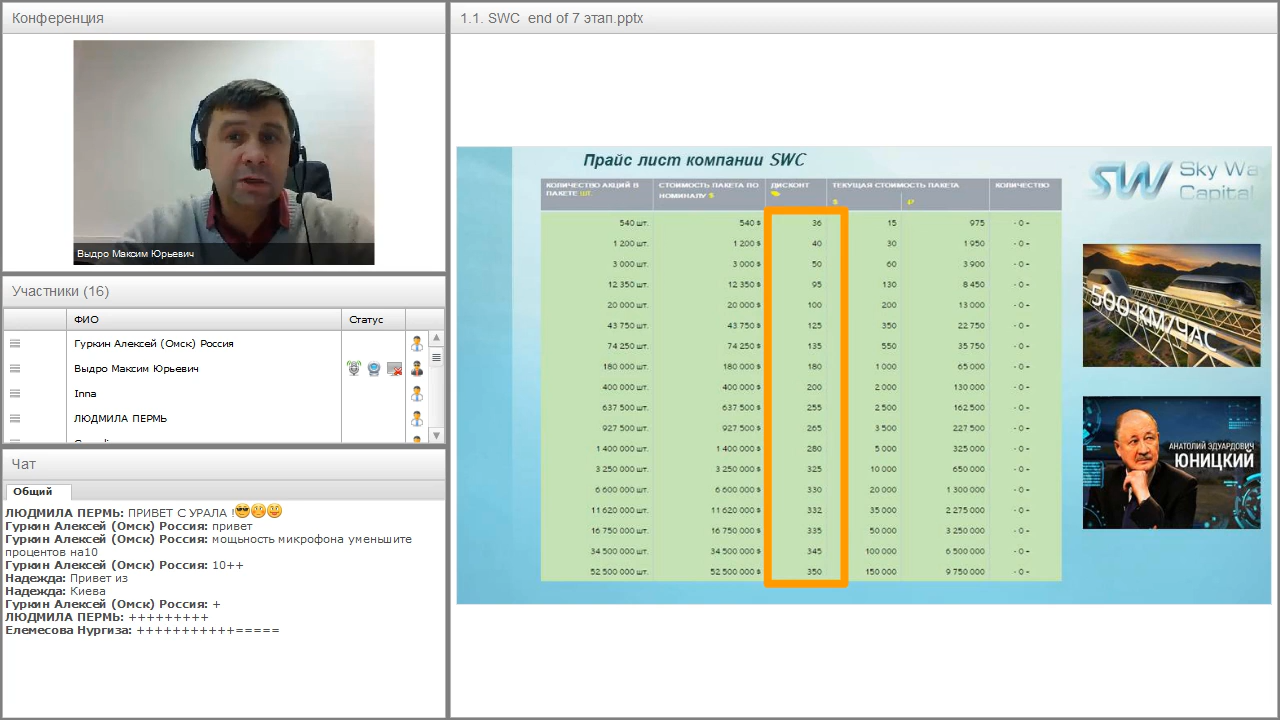 Конференция
Выдро Максим Юрьевич
Участники (16)
ФИО Статус
Гуркин Алексей (Омск) Россия
Выдро Максим Юрьевич
Inna
ЛЮДМИЛА ПЕРМЬ
Чат
Общий
ЛЮДМИЛА ПЕРМЬ: ПРИВЕТ С УРАЛА !
Гуркин Алексей (Омск) Россия: привет
Гуркин Алексей (Омск) Россия: мощьность микрофона уменьшите
процентов на10
Гуркин Алексей (Омск) Россия: 10++
Надежда: Привет из
Надежда: Киева
Гуркин Алексей (Омск) Россия: +
ЛЮДМИЛА ПЕРМЬ: +++++++++
Елемесова Нургиза: +++++++++++=====
1.1. SWC end of 7 этап.pptx
Прайс лист компании SWC
КОЛИЧЕСТВО АКЦИЙ В ПАКЕТЕ ШТ. СТОИМОСТЬ ПАКЕТА ПО НОМИНАЛУ $ ДИСКОНТ % ТЕКУЩАЯ СТОИМОСТЬ ПАКЕТА КОЛИЧЕСТВО
$ ₽
540 шт. 540 $ 36 15 975 - 0 +
1 200 шт. 1 200 $ 40 30 1 950 - 0 +
3 000 шт. 3 000 $ 50 60 3 900 - 0 +
12 350 шт. 12 350 $ 95 130 8 450 - 0 +
20 000 шт. 20 000 $ 100 200 13 000 - 0 +
43 750 шт. 43 750 $ 125 350 22 750 - 0 +
74 250 шт. 74 250 $ 135 550 35 750 - 0 +
180 000 шт. 180 000 $ 180 1 000 65 000 - 0 +
400 000 шт. 400 000 $ 200 2 000 130 000 - 0 +
637 500 шт. 637 500 $ 255 2 500 162 500 - 0 +
927 500 шт. 927 500 $ 265 3 500 227 500 - 0 +
1 400 000 шт. 1 400 000 $ 280 5 000 325 000 - 0 +
3 250 000 шт. 3 250 000 $ 325 10 000 650 000 - 0 +
6 600 000 шт. 6 600 000 $ 330 20 000 1 300 000 - 0 +
11 620 000 шт. 11 620 000 $ 332 35 000 2 275 000 - 0 +
16 750 000 шт. 16 750 000 $ 335 50 000 3 250 000 - 0 +
34 500 000 шт. 34 500 000 $ 345 100 000 6 500 000 - 0 +
52 500 000 шт. 52 500 000 $ 350 150 000 9 750 000 - 0 +
SW Sky Wa
Capital
500 КМ/ЧАС
АНАТОЛИЙ ЭДУАРДОВИЧ
ЮНИЦКИЙ